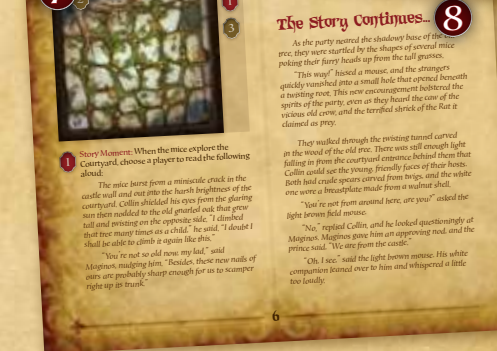 2
1
3
1 Story Moment: When the mice explore the
Courtyard, choose a player to read the following
aloud:
The mice burst from a miniscule crack in the
castle wall and out into the harsh brightness of the
courtyard. Collin shielded his eyes from the glaring
sun then nodded to the old gnarled oak that grew
tall and twisting on the opposite side. "I climbed
that tree many times as a child," he said, "I doubt I
shall be able to climb it again like this."
"You're not so old now, my lad," said
Maginos, nudging him. "Besides, these new nails of
ours are probably sharp enough for us to scamper
right up its trunk."
The Story Continues... 8
As the party neared the shadowy base of the
tree, they were startled by the shapes of several mice
poking their furry heads up from the tall grasses.
"This way!" hissed a mouse, and the strangers
quickly vanished into a small hole that opened beneath
a twisting root. This new encouragement bolstered the
spirits of the party, even as they heard the caw of the
vicious old crow, and the terrified shriek of the Rat it
claimed as prey.
They walked through the twisting tunnel carved
in the wood of the old tree. There was still enough light
falling in from the courtyard entrance behind them that
Collin could see the young, friendly faces of their hosts.
Both had crude spears carved from twigs, and the white
one wore a breastplate made from a walnut shell.
"You're not from around here, are you?" asked the
light brown field mouse.
"No," replied Collin, and he looked questioningly at
Maginos. Maginos gave him an approving nod, and the
prince said, "We are from the castle."
"Oh, I see," said the light brown mouse. His white
companion leaned over to him and whispered a little
too loudly.
6